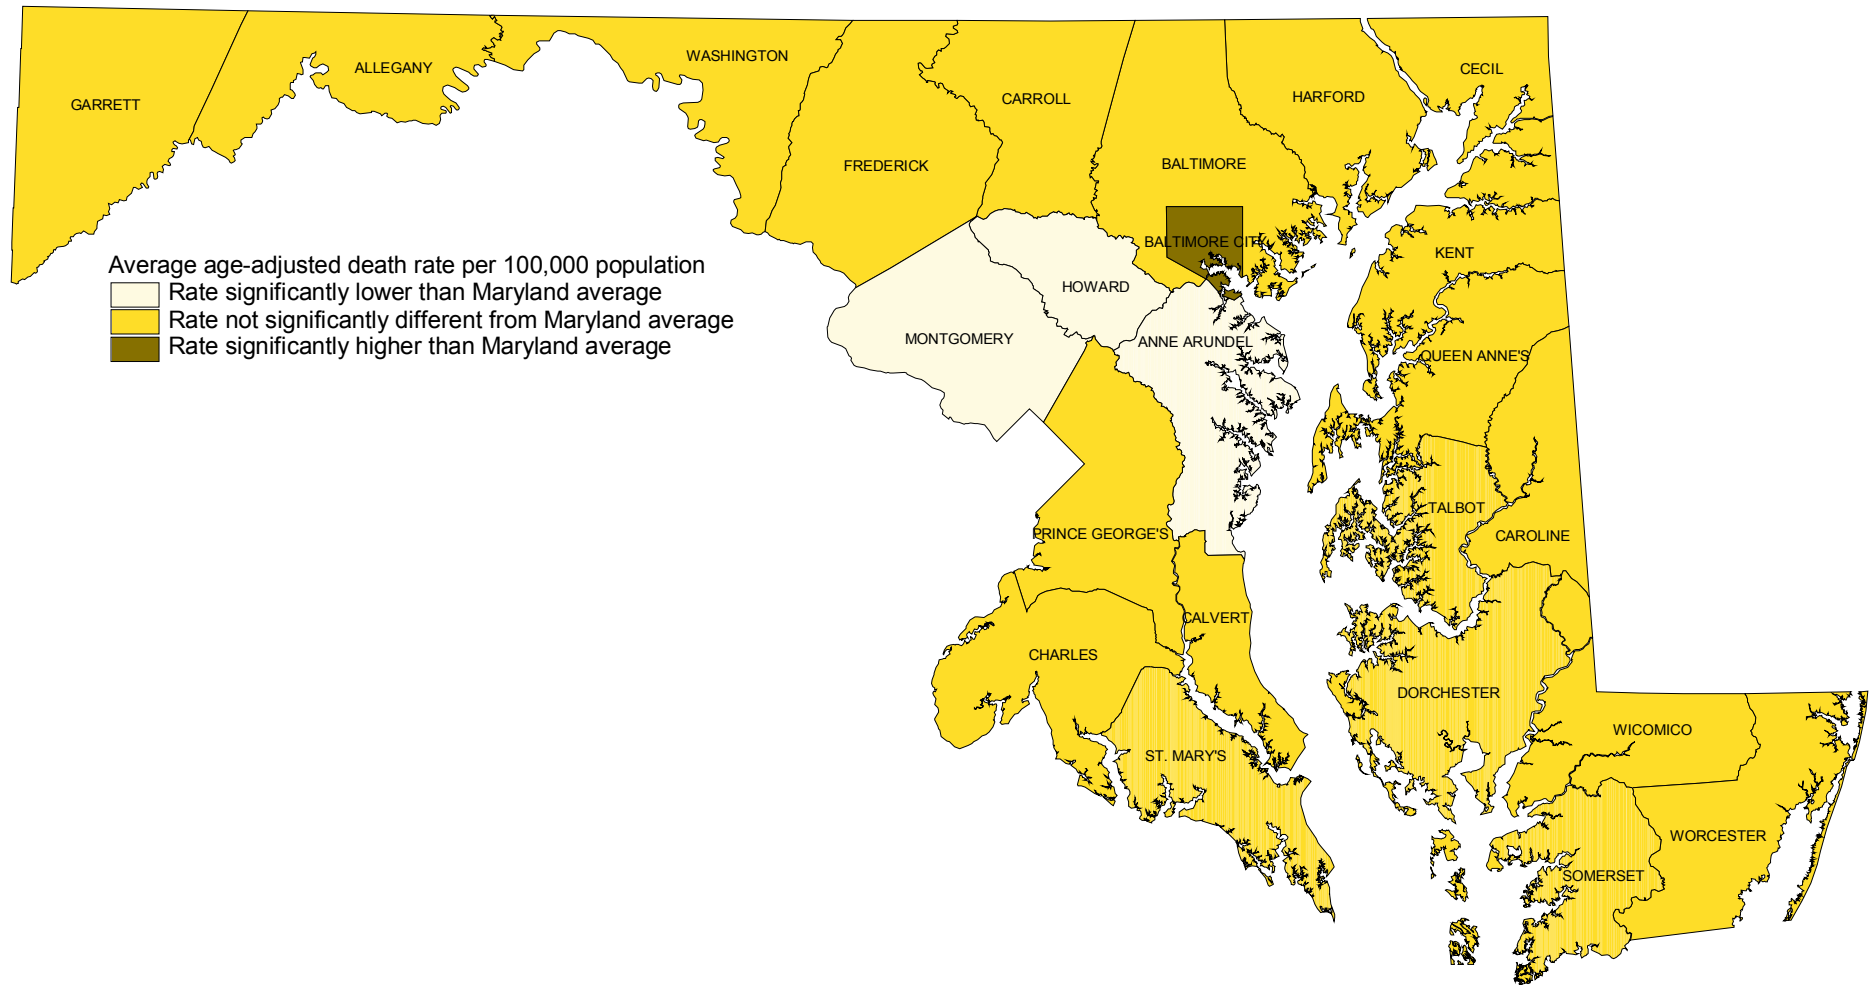 WASHINGTON
ALLEGANY
CECIL
GARRETT
CARROLL
HARFORD
FREDERICK
BALTIMORE
BALTIMORE CITY
KENT
Average age-adjusted death rate per 100,000 population
Rate significantly lower than Maryland average
Rate not significantly different from Maryland average
Rate significantly higher than Maryland average
HOWARD
MONTGOMERY
ANNE ARUNDEL
QUEEN ANNE'S
TALBOT
PRINCE GEORGE'S
CAROLINE
CALVERT
CHARLES
DORCHESTER
WICOMICO
ST. MARY'S
WORCESTER
SOMERSET